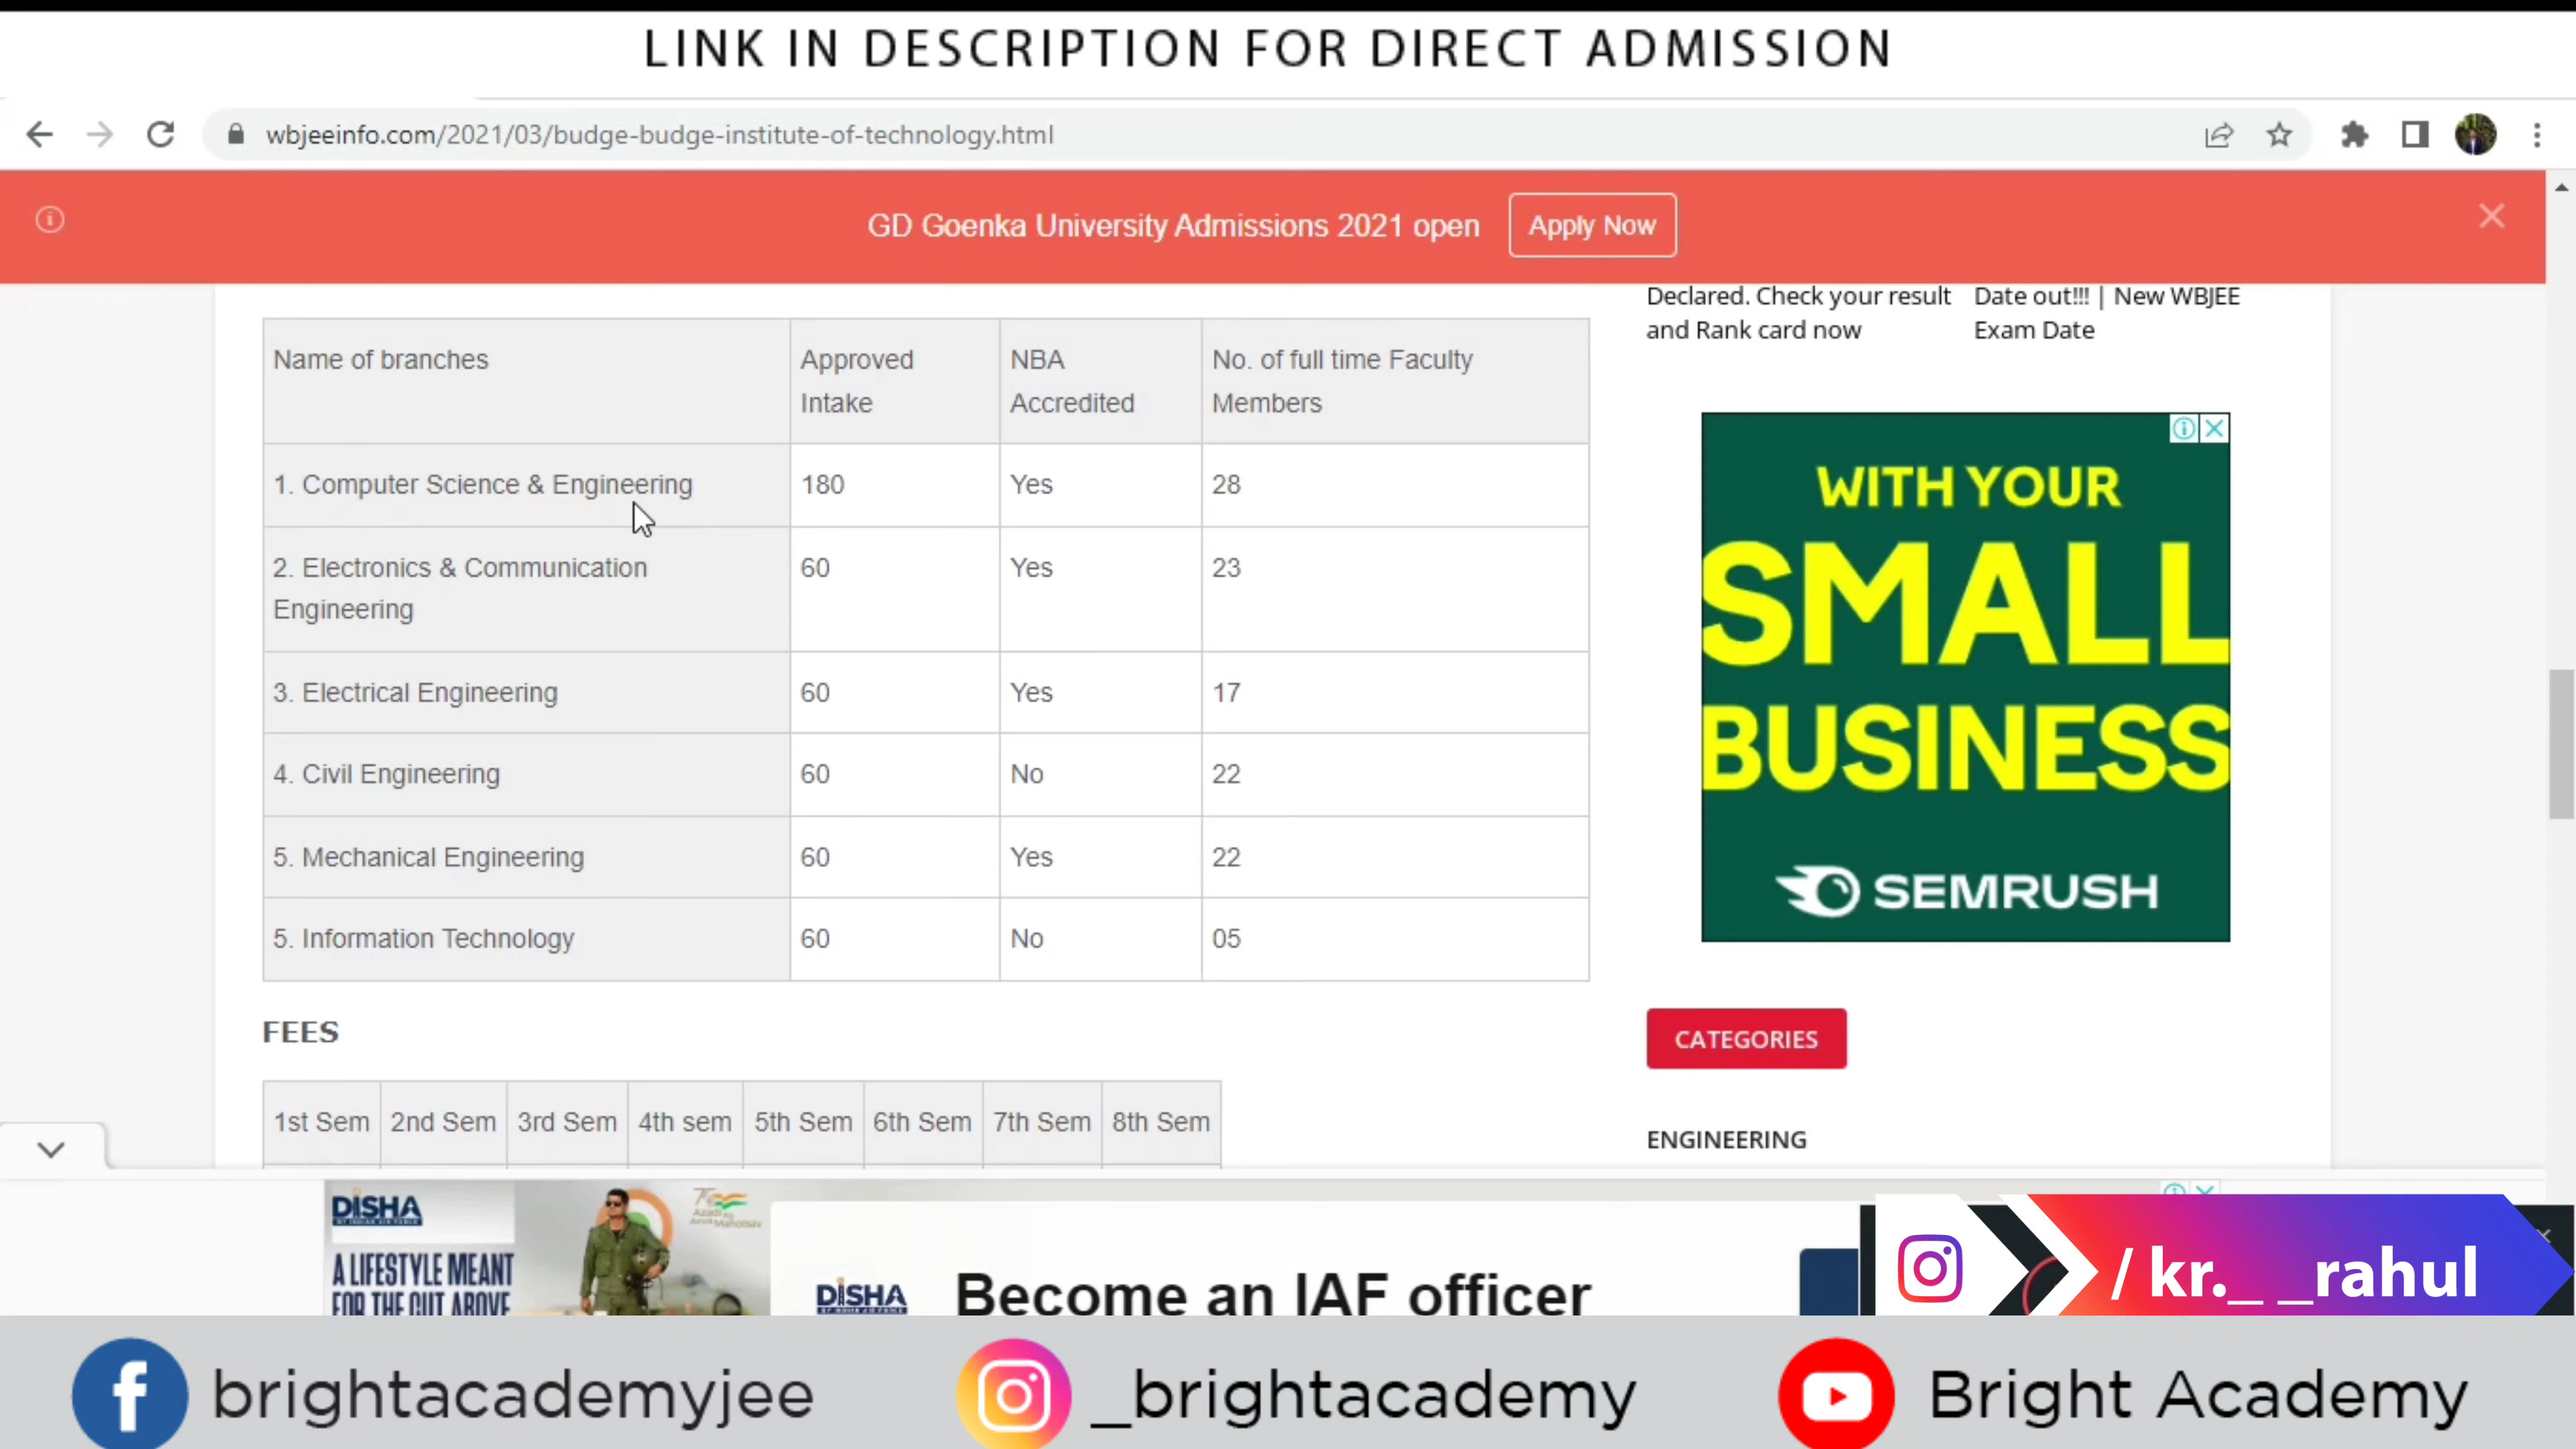 LINK IN DESCRIPTION FOR DIRECT ADMISSION
wbjeeinfo.com/2021/03/budge-budge-institute-of-technology.html
GD Goenka University Admissions 2021 open Apply Now
Declared. Check your result
and Rank card now
Date out!!! | New WBJEE
Exam Date
Name of branches
Approved
Intake
NBA
Accredited
No. of full time Faculty
Members
1. Computer Science & Engineering 180 Yes 28
2. Electronics & Communication
Engineering
60 Yes 23
3. Electrical Engineering 60 Yes 17
4. Civil Engineering 60 No 22
5. Mechanical Engineering 60 Yes 22
5. Information Technology 60 No 05
WITH YOUR
SMALL
BUSINESS
SEMRUSH
FEES
1st Sem 2nd Sem 3rd Sem 4th sem 5th Sem 6th Sem 7th Sem 8th Sem
CATEGORIES
ENGINEERING
DISHA
A LIFESTYLE MEANT
FOR THE CUT ABOVE
DISHA
Become an IAF officer
/ kr._ _rahul
brightacademyjee
_brightacademy
Bright Academy